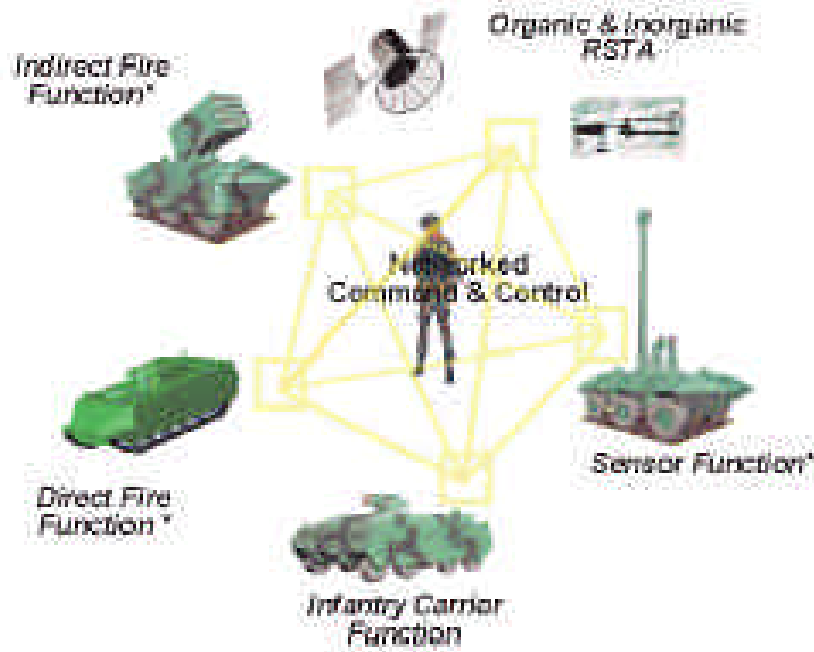 Organic & Inorganic
RSTA
Indirect Fire
Function*
Networked
Command & Control
Sensor Function*
Direct Fire
Function *
Infantry Carrier
Function